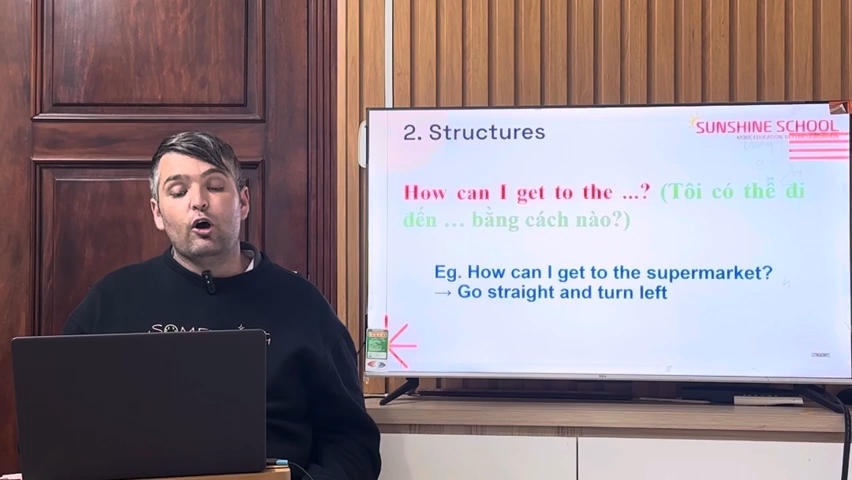 2. Structures
SUNSHINE SCHOOL
How can I get to the ...? (Tôi có thể đi
đến ... bằng cách nào?)
Eg. How can I get to the supermarket?
→ Go straight and turn left